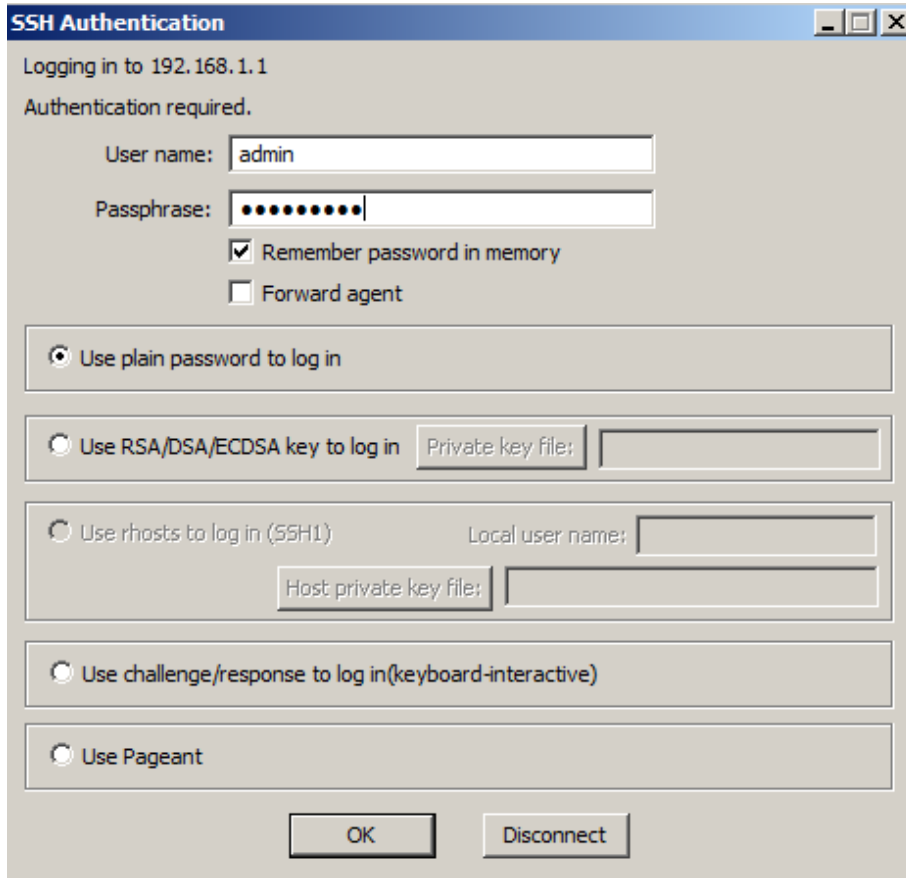 SSH Authentication
Logging in to 192.168.1.1
Authentication required.
User name: admin
Passphrase: ●●●●●●●●●
Remember password in memory
Forward agent
Use plain password to log in
Use RSA/DSA/ECDSA key to log in Private key file:
Use rhosts to log in (SSH1) Local user name:
Host private key file:
Use challenge/response to log in(keyboard-interactive)
Use Pageant
OK Disconnect